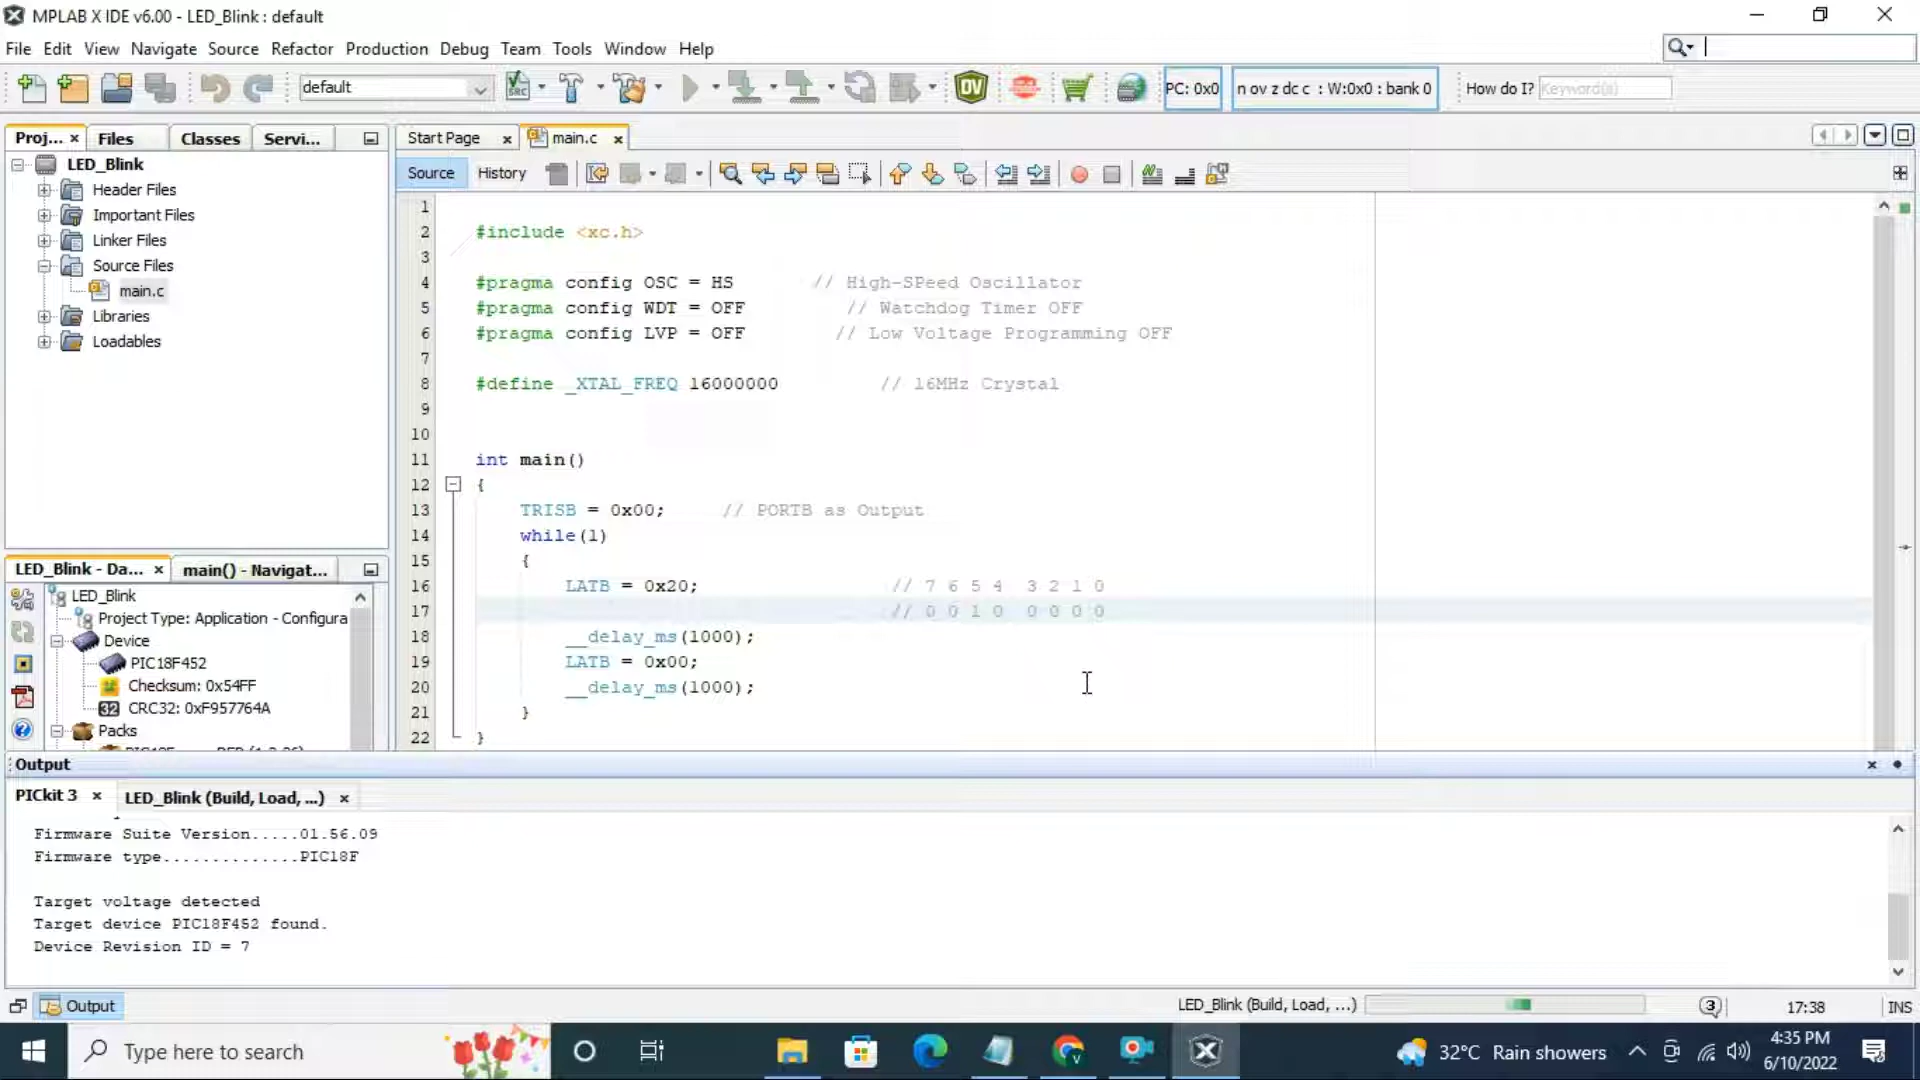 MPLAB X IDE v6.00 - LED_Blink : default
File Edit View Navigate Source Refactor Production Debug Team Tools Window Help
default
PC: 0x0
n ov z dc c : W:0x0 : bank 0
How do I? Keyword(s)
Proj... Files Classes Servi...
LED_Blink
Header Files
Important Files
Linker Files
Source Files
main.c
Libraries
Loadables
Start Page main.c
Source History
1
2 #include <xc.h>
3
4 #pragma config OSC = HS // High-SPeed Oscillator
5 #pragma config WDT = OFF // Watchdog Timer OFF
6 #pragma config LVP = OFF // Low Voltage Programming OFF
7
8 #define _XTAL_FREQ 16000000 // 16MHz Crystal
9
10
11 int main()
12 {
13 TRISB = 0x00; // PORTB as Output
14 while(1)
15 {
16 LATB = 0x20; // 7 6 5 4 3 2 1 0
17 // 0 0 1 0 0 0 0 0
18 __delay_ms(1000);
19 LATB = 0x00;
20 __delay_ms(1000);
21 }
22 }
LED_Blink - Da... main() - Navigat...
LED_Blink
Project Type: Application - Configura
Device
PIC18F452
Checksum: 0x54FF
CRC32: 0xF957764A
Packs
Output
PICkit 3 LED_Blink (Build, Load, ...)
Firmware Suite Version.....01.56.09
Firmware type..............PIC18F
Target voltage detected
Target device PIC18F452 found.
Device Revision ID = 7
Output
LED_Blink (Build, Load, ...)
3
17:38
INS
Type here to search
32°C Rain showers
4:35 PM
6/10/2022